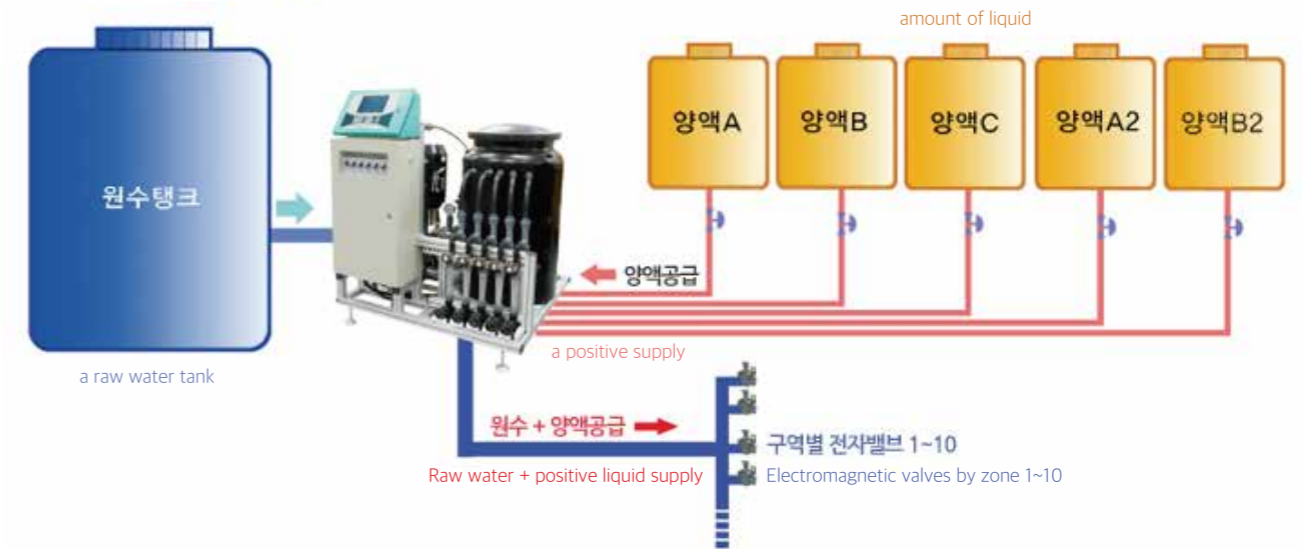 amount of liquid
양액A
양액B
양액C
양액A2
양액B2
원수탱크
양액공급
a positive supply
a raw water tank
원수 + 양액공급
구역별 전자밸브 1~10
Raw water + positive liquid supply
Electromagnetic valves by zone 1~10